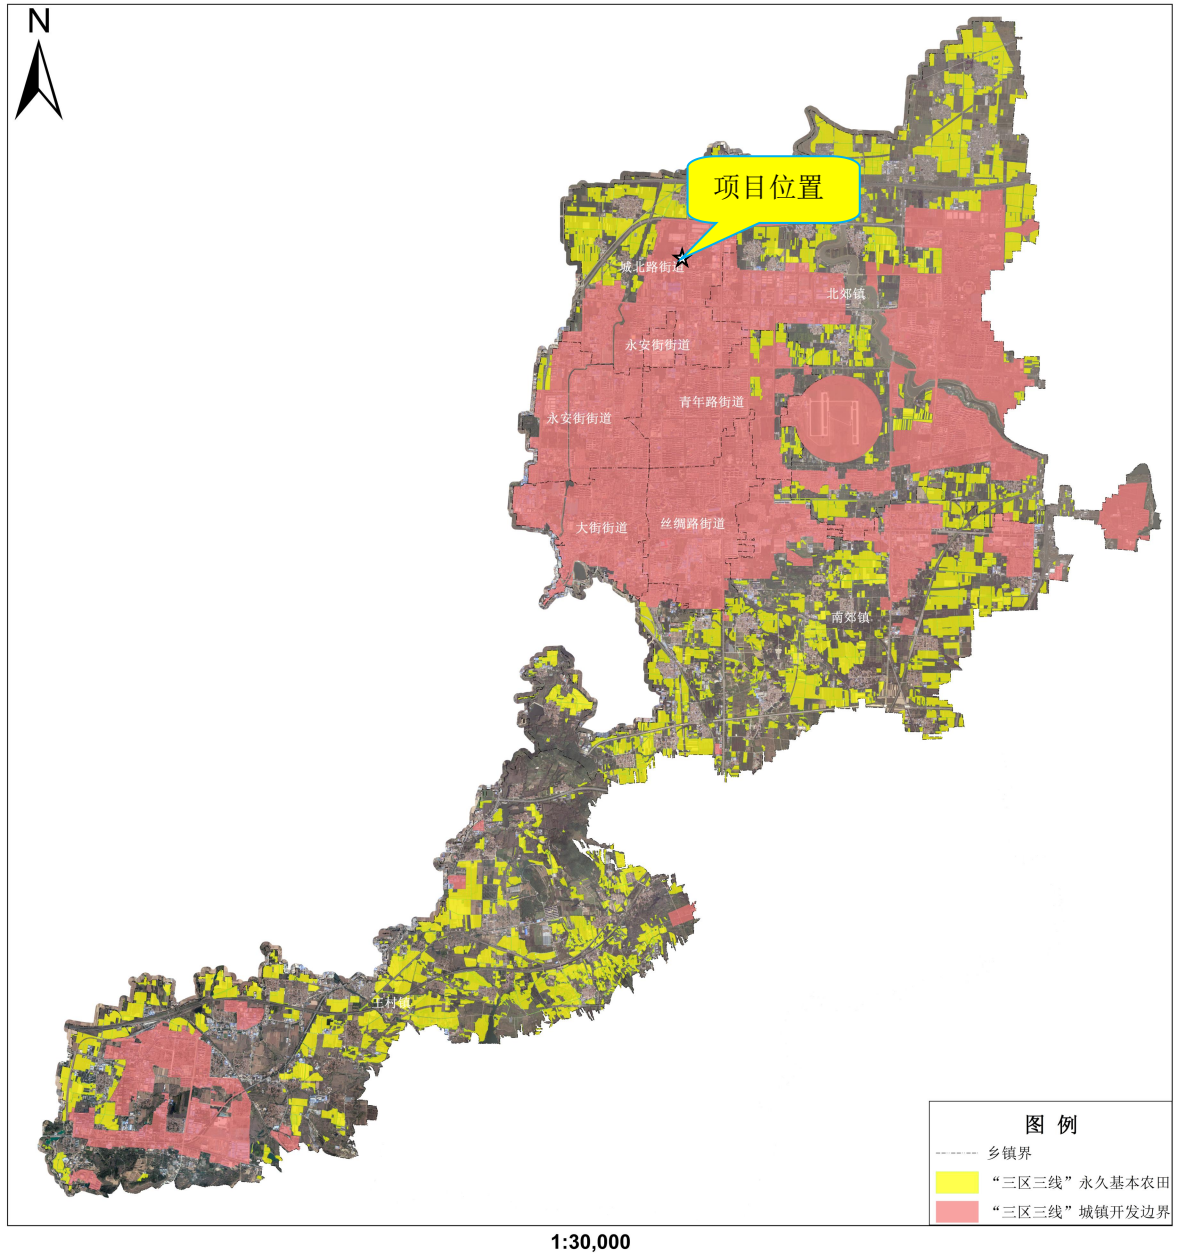 N
项目位置
城北路街道
北郊镇
永安街街道
青年路街道
永安街街道
大街街道
丝绸路街道
南郊镇
王村镇
图 例
乡镇界
“三区三线”永久基本农田
“三区三线”城镇开发边界
1:30,000